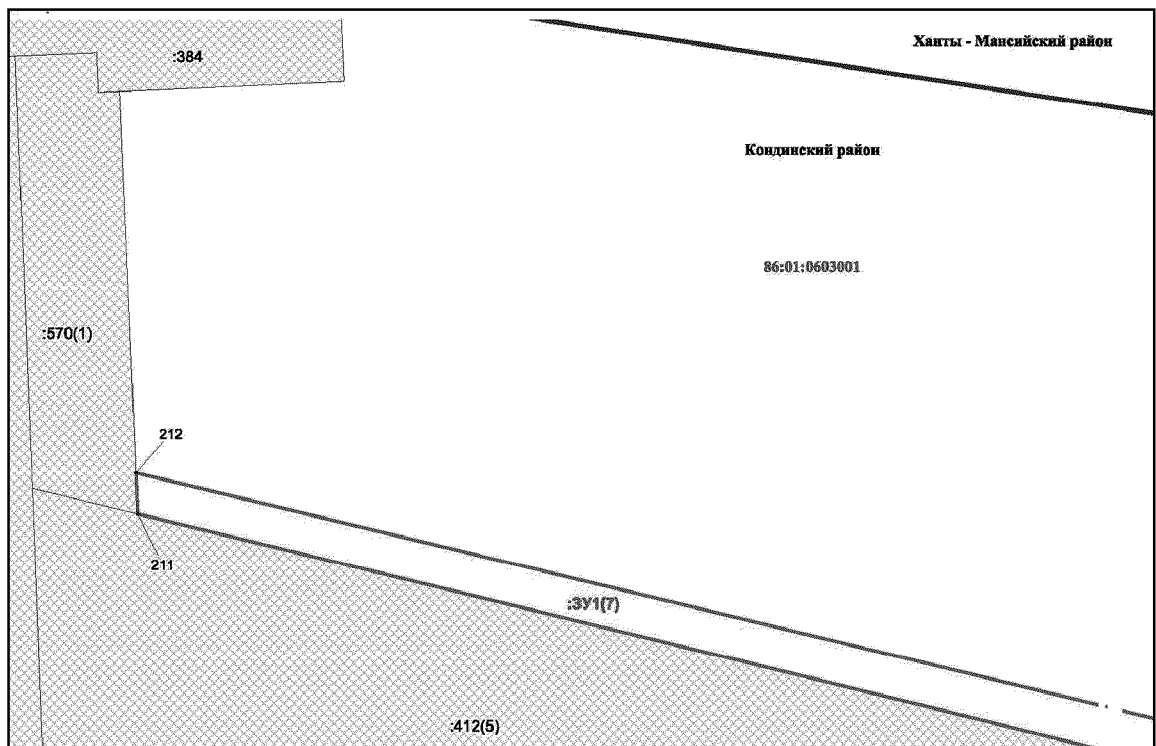 Ханты - Мансийский район
:384
Кондинский район
86:01:0603001
:570(1)
212
211
:ЗУ1(7)
:412(5)